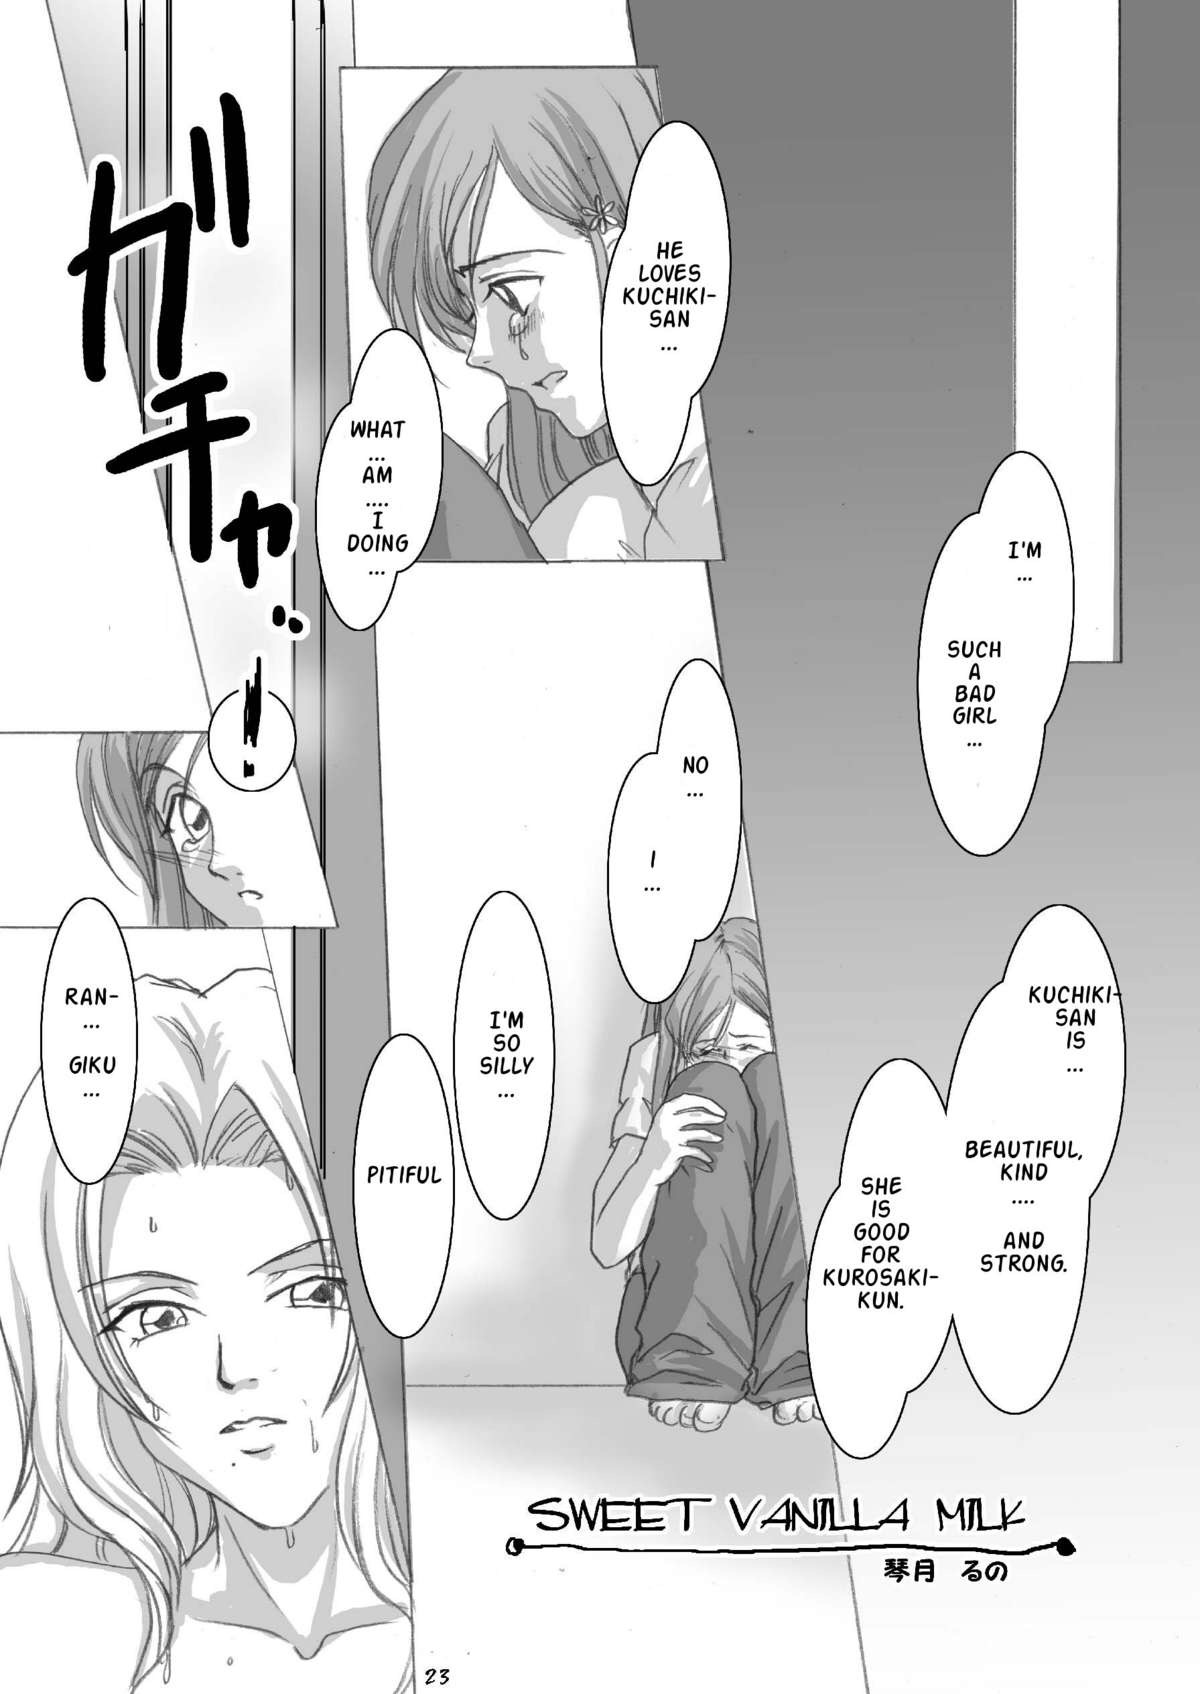 I'M
...
SUCH
A
BAD
GIRL
...
KUCHIKI-
SAN
IS
...
BEAUTIFUL,
KIND
....
AND
STRONG.
SHE
IS
GOOD
FOR
KUROSAKI-
KUN.
HE
LOVES
KUCHIKI-
SAN
...
WHAT
...
AM
....
I
DOING
...
NO
...
I
...
I'M
SO
SILLY
...
PITIFUL
ガチャッ
!
RAN-
...
GIKU
...
SWEET VANILLA MILK
琴月 るの
23